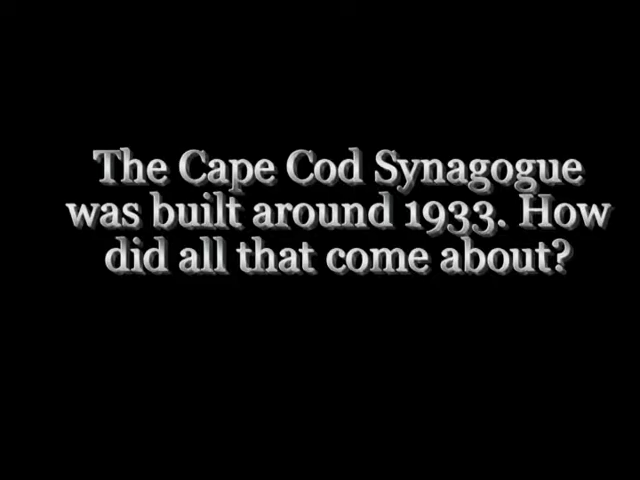 The Cape Cod Synagogue
was built around 1933. How
did all that come about?